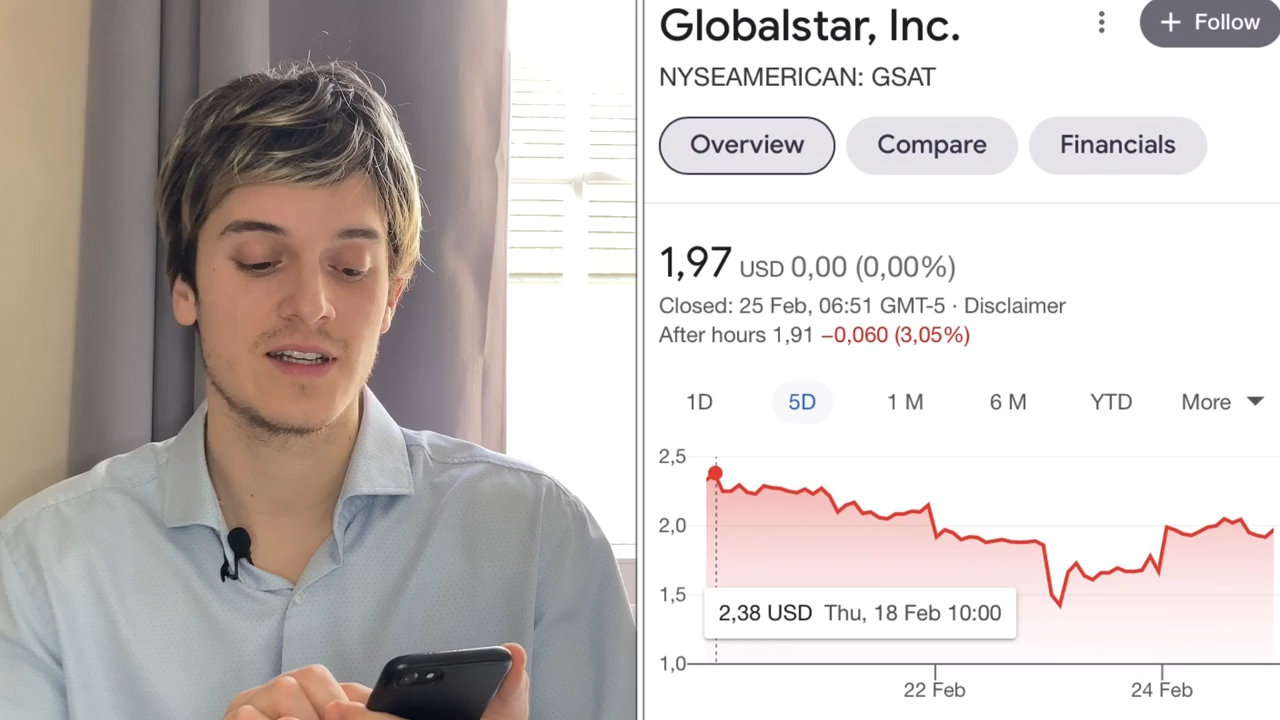 Globalstar, Inc.
+ Follow
NYSEAMERICAN: GSAT
Overview
Compare
Financials
1,97 USD 0,00 (0,00%)
Closed: 25 Feb, 06:51 GMT-5 · Disclaimer
After hours 1,91 −0,060 (3,05%)
1D 5D 1 M 6 M YTD More
2,5
2,0
1,5
2,38 USD Thu, 18 Feb 10:00
1,0
22 Feb 24 Feb